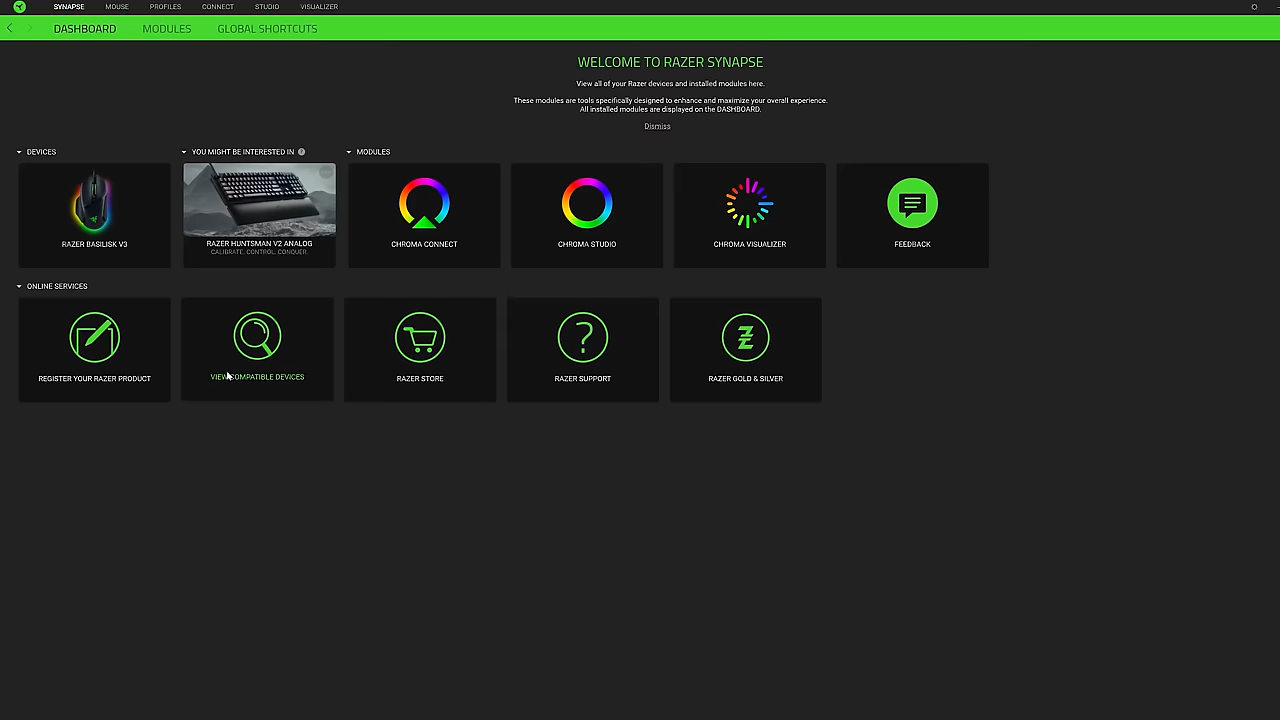 SYNAPSE MOUSE PROFILES CONNECT STUDIO VISUALIZER
DASHBOARD MODULES GLOBAL SHORTCUTS
WELCOME TO RAZER SYNAPSE
View all of your Razer devices and installed modules here.
These modules are tools specifically designed to enhance and maximize your overall experience.
All installed modules are displayed on the DASHBOARD.
Dismiss
DEVICES YOU MIGHT BE INTERESTED IN ? MODULES
RAZER BASILISK V3
RAZER HUNTSMAN V2 ANALOG
CALIBRATE. CONTROL. CONQUER.
CHROMA CONNECT
CHROMA STUDIO
CHROMA VISUALIZER
FEEDBACK
ONLINE SERVICES
REGISTER YOUR RAZER PRODUCT
VIEW COMPATIBLE DEVICES
RAZER STORE
RAZER SUPPORT
RAZER GOLD & SILVER